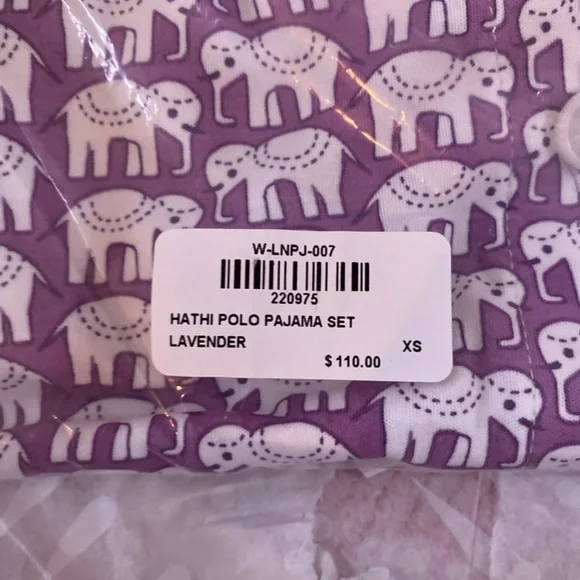 W-LNPJ-007
220975
HATHI POLO PAJAMA SET
LAVENDER XS
$110.00